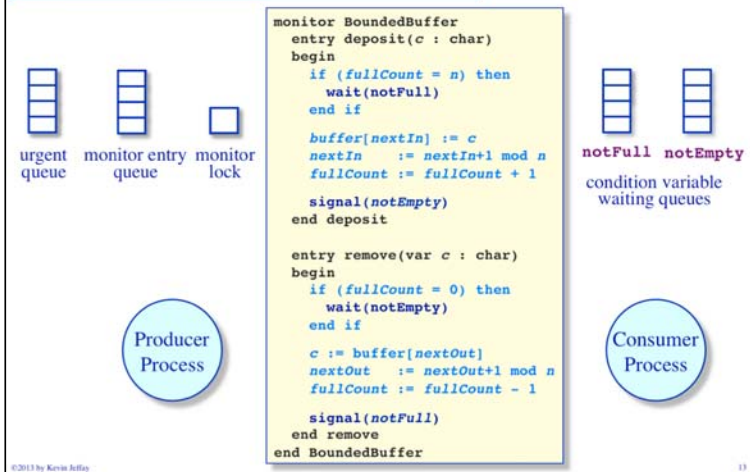 monitor BoundedBuffer
entry deposit(c : char)
begin
if (fullCount = n) then
wait(notFull)
end if
buffer[nextIn] := c
nextIn := nextIn+1 mod n
fullCount := fullCount + 1
signal(notEmpty)
end deposit
entry remove(var c : char)
begin
if (fullCount = 0) then
wait(notEmpty)
end if
c := buffer[nextOut]
nextOut := nextOut+1 mod n
fullCount := fullCount - 1
signal(notFull)
end remove
end BoundedBuffer
urgent
queue
monitor entry
queue
monitor
lock
notFull notEmpty
condition variable
waiting queues
Producer
Process
Consumer
Process
©2013 by Kevin Jeffay
13